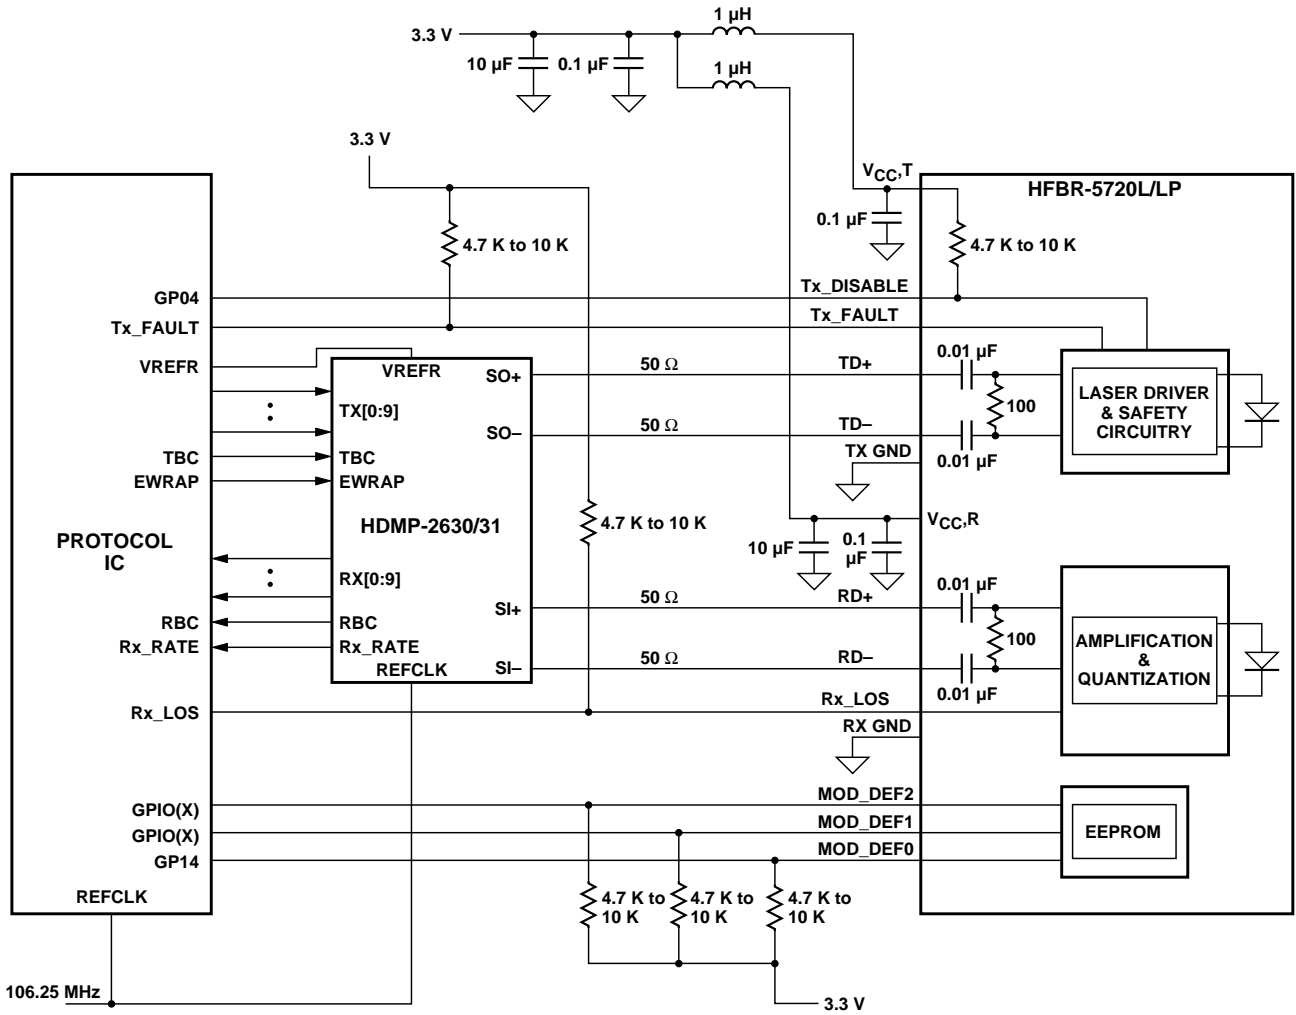 1 µH
3.3 V
10 µF
0.1 µF
1 µH
3.3 V
V_CC,T
HFBR-5720L/LP
0.1 µF
4.7 K to 10 K
4.7 K to 10 K
GP04
Tx_DISABLE
Tx_FAULT
Tx_FAULT
VREFR
VREFR
SO+
50 Ω
TD+
0.01 µF
TX[0:9]
100
LASER DRIVER
& SAFETY
CIRCUITRY
SO–
50 Ω
TD–
0.01 µF
TX GND
TBC
TBC
EWRAP
EWRAP
HDMP-2630/31
4.7 K to 10 K
V_CC,R
10 µF
0.1
µF
PROTOCOL
IC
RX[0:9]
0.01 µF
SI+
50 Ω
RD+
RBC
RBC
Rx_RATE
Rx_RATE
100
AMPLIFICATION
&
QUANTIZATION
REFCLK
SI–
50 Ω
RD–
0.01 µF
Rx_LOS
Rx_LOS
RX GND
GPIO(X)
MOD_DEF2
GPIO(X)
MOD_DEF1
EEPROM
GP14
MOD_DEF0
REFCLK
4.7 K to
10 K
4.7 K to
10 K
4.7 K to
10 K
106.25 MHz
3.3 V